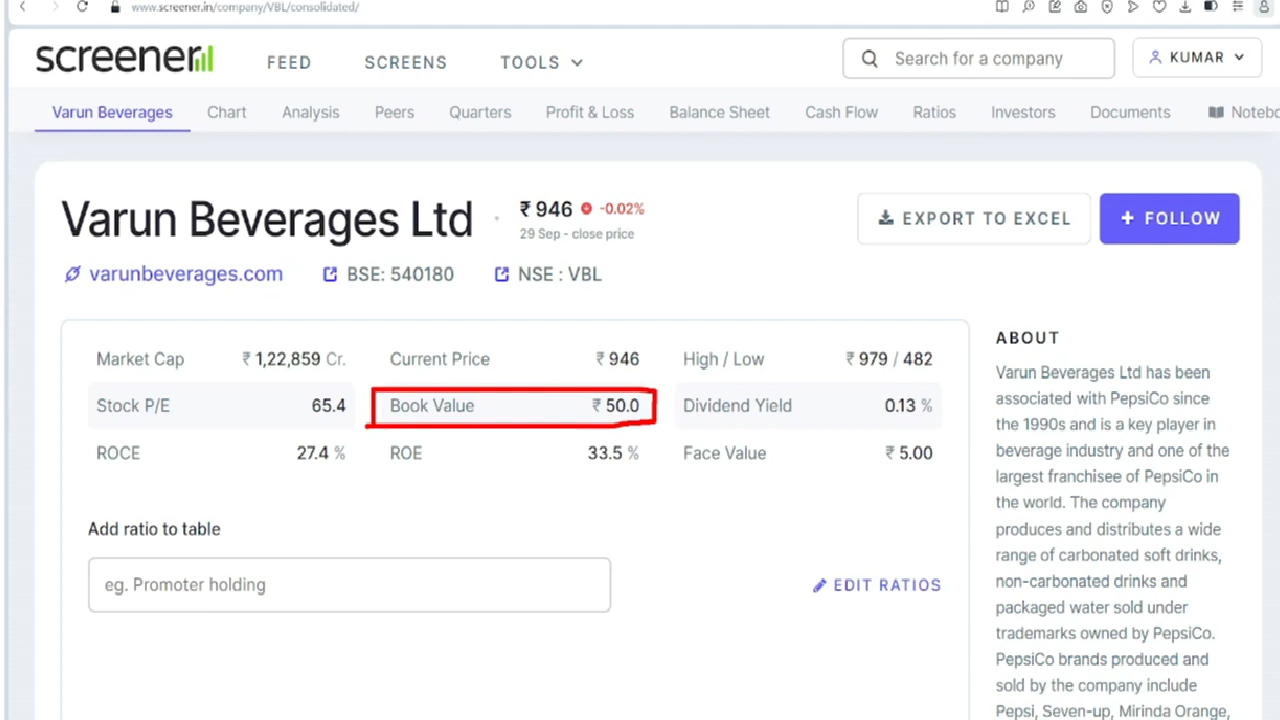 www.screener.in/company/VBL/consolidated/
screener
FEED SCREENS TOOLS
Search for a company
KUMAR
Varun Beverages Chart Analysis Peers Quarters Profit & Loss Balance Sheet Cash Flow Ratios Investors Documents Notebo
Varun Beverages Ltd
₹ 946 -0.02%
29 Sep - close price
EXPORT TO EXCEL
+ FOLLOW
varunbeverages.com BSE: 540180 NSE : VBL
Market Cap ₹ 1,22,859 Cr. Current Price ₹ 946 High / Low ₹ 979 / 482
Stock P/E 65.4 Book Value ₹ 50.0 Dividend Yield 0.13 %
ROCE 27.4 % ROE 33.5 % Face Value ₹ 5.00
Add ratio to table
eg. Promoter holding
EDIT RATIOS
ABOUT
Varun Beverages Ltd has been
associated with PepsiCo since
the 1990s and is a key player in
beverage industry and one of the
largest franchisee of PepsiCo in
the world. The company
produces and distributes a wide
range of carbonated soft drinks,
non-carbonated drinks and
packaged water sold under
trademarks owned by PepsiCo.
PepsiCo brands produced and
sold by the company include
Pepsi, Seven-up, Mirinda Orange,